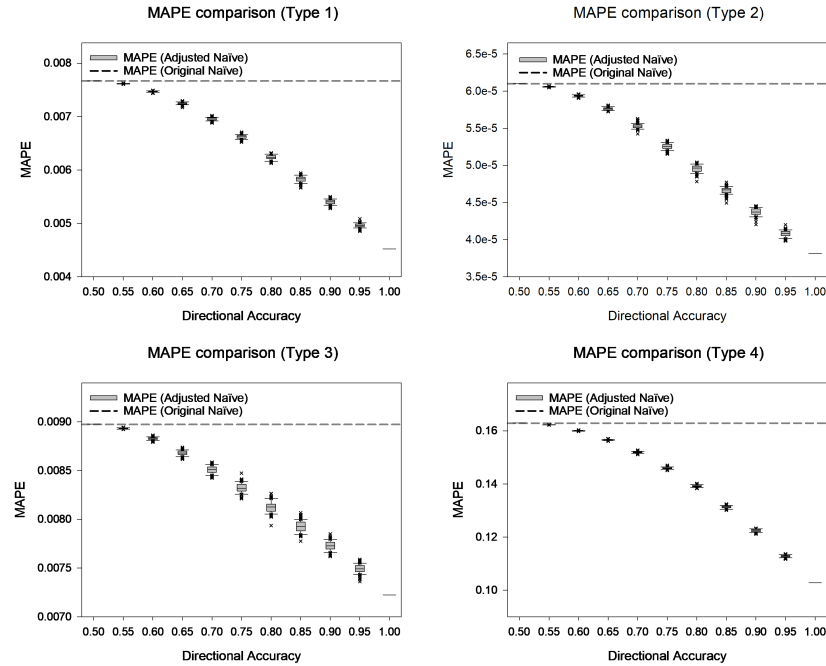 MAPE comparison (Type 1)
MAPE (Adjusted Naïve)
MAPE (Original Naïve)
0.008
0.007
0.006
0.005
0.004
MAPE
0.50 0.55 0.60 0.65 0.70 0.75 0.80 0.85 0.90 0.95 1.00
Directional Accuracy
MAPE comparison (Type 2)
MAPE (Adjusted Naïve)
MAPE (Original Naïve)
6.5e-5
6.0e-5
5.5e-5
5.0e-5
4.5e-5
4.0e-5
3.5e-5
MAPE
0.50 0.55 0.60 0.65 0.70 0.75 0.80 0.85 0.90 0.95 1.00
Directional Accuracy
MAPE comparison (Type 3)
MAPE (Adjusted Naïve)
MAPE (Original Naïve)
0.0090
0.0085
0.0080
0.0075
0.0070
MAPE
0.50 0.55 0.60 0.65 0.70 0.75 0.80 0.85 0.90 0.95 1.00
Directional Accuracy
MAPE comparison (Type 4)
MAPE (Adjusted Naïve)
MAPE (Original Naïve)
0.16
0.14
0.12
0.10
MAPE
0.50 0.55 0.60 0.65 0.70 0.75 0.80 0.85 0.90 0.95 1.00
Directional Accuracy